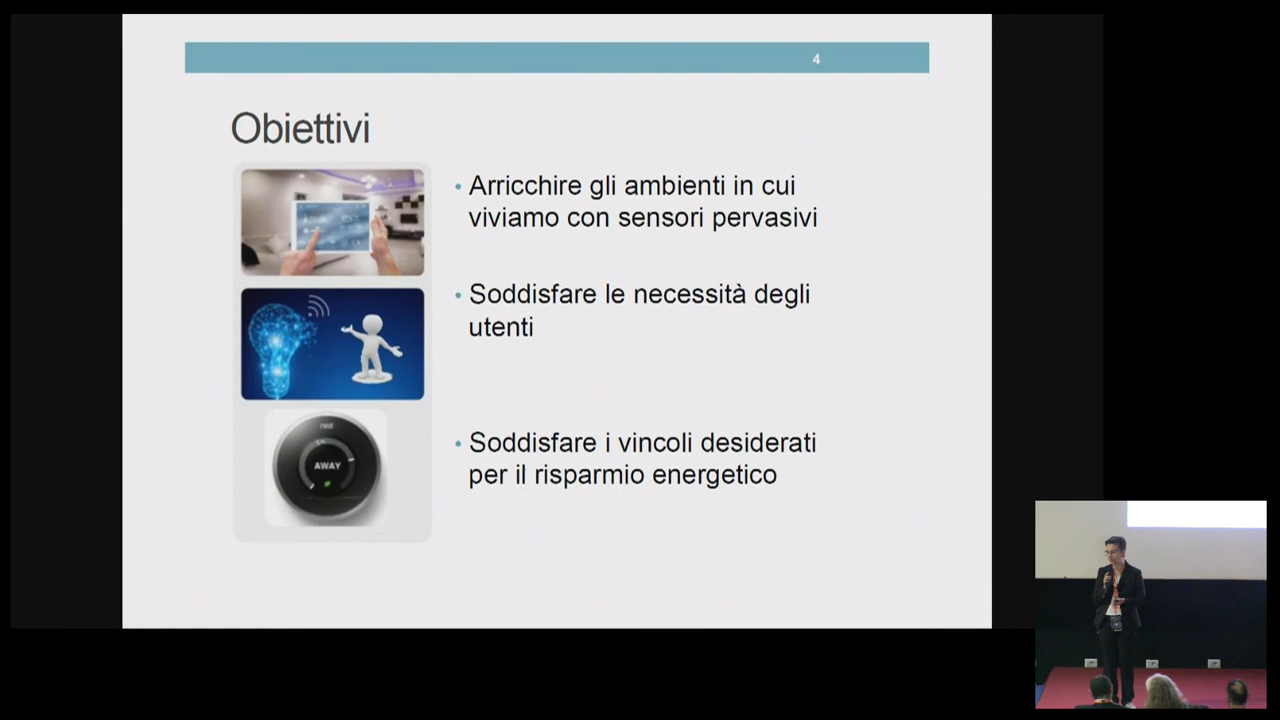 4
Obiettivi
• Arricchire gli ambienti in cui
viviamo con sensori pervasivi
• Soddisfare le necessità degli
utenti
nest
AWAY
• Soddisfare i vincoli desiderati
per il risparmio energetico